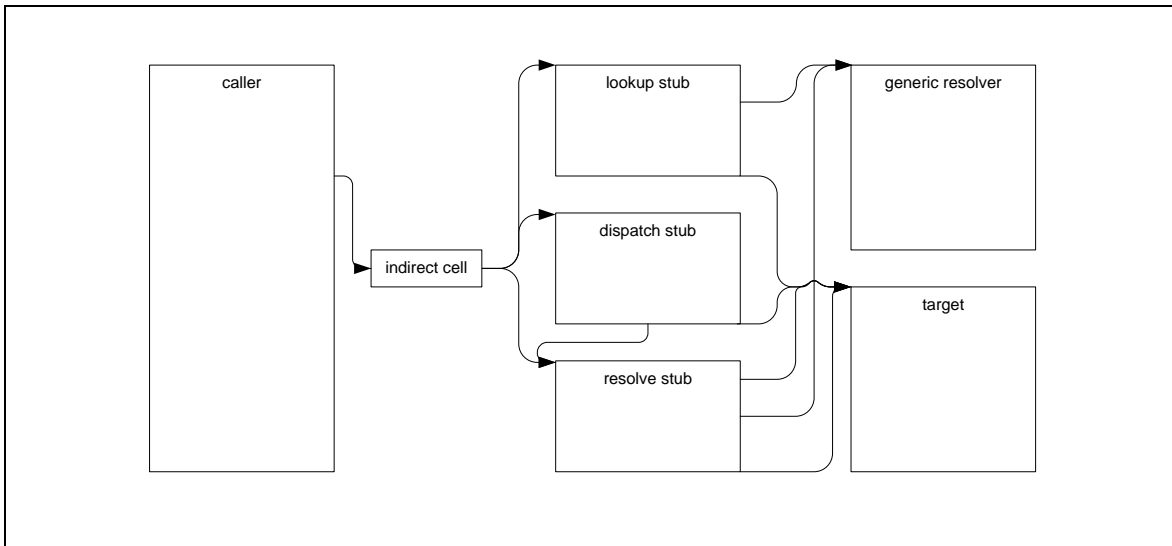 caller
lookup stub
generic resolver
dispatch stub
indirect cell
target
resolve stub